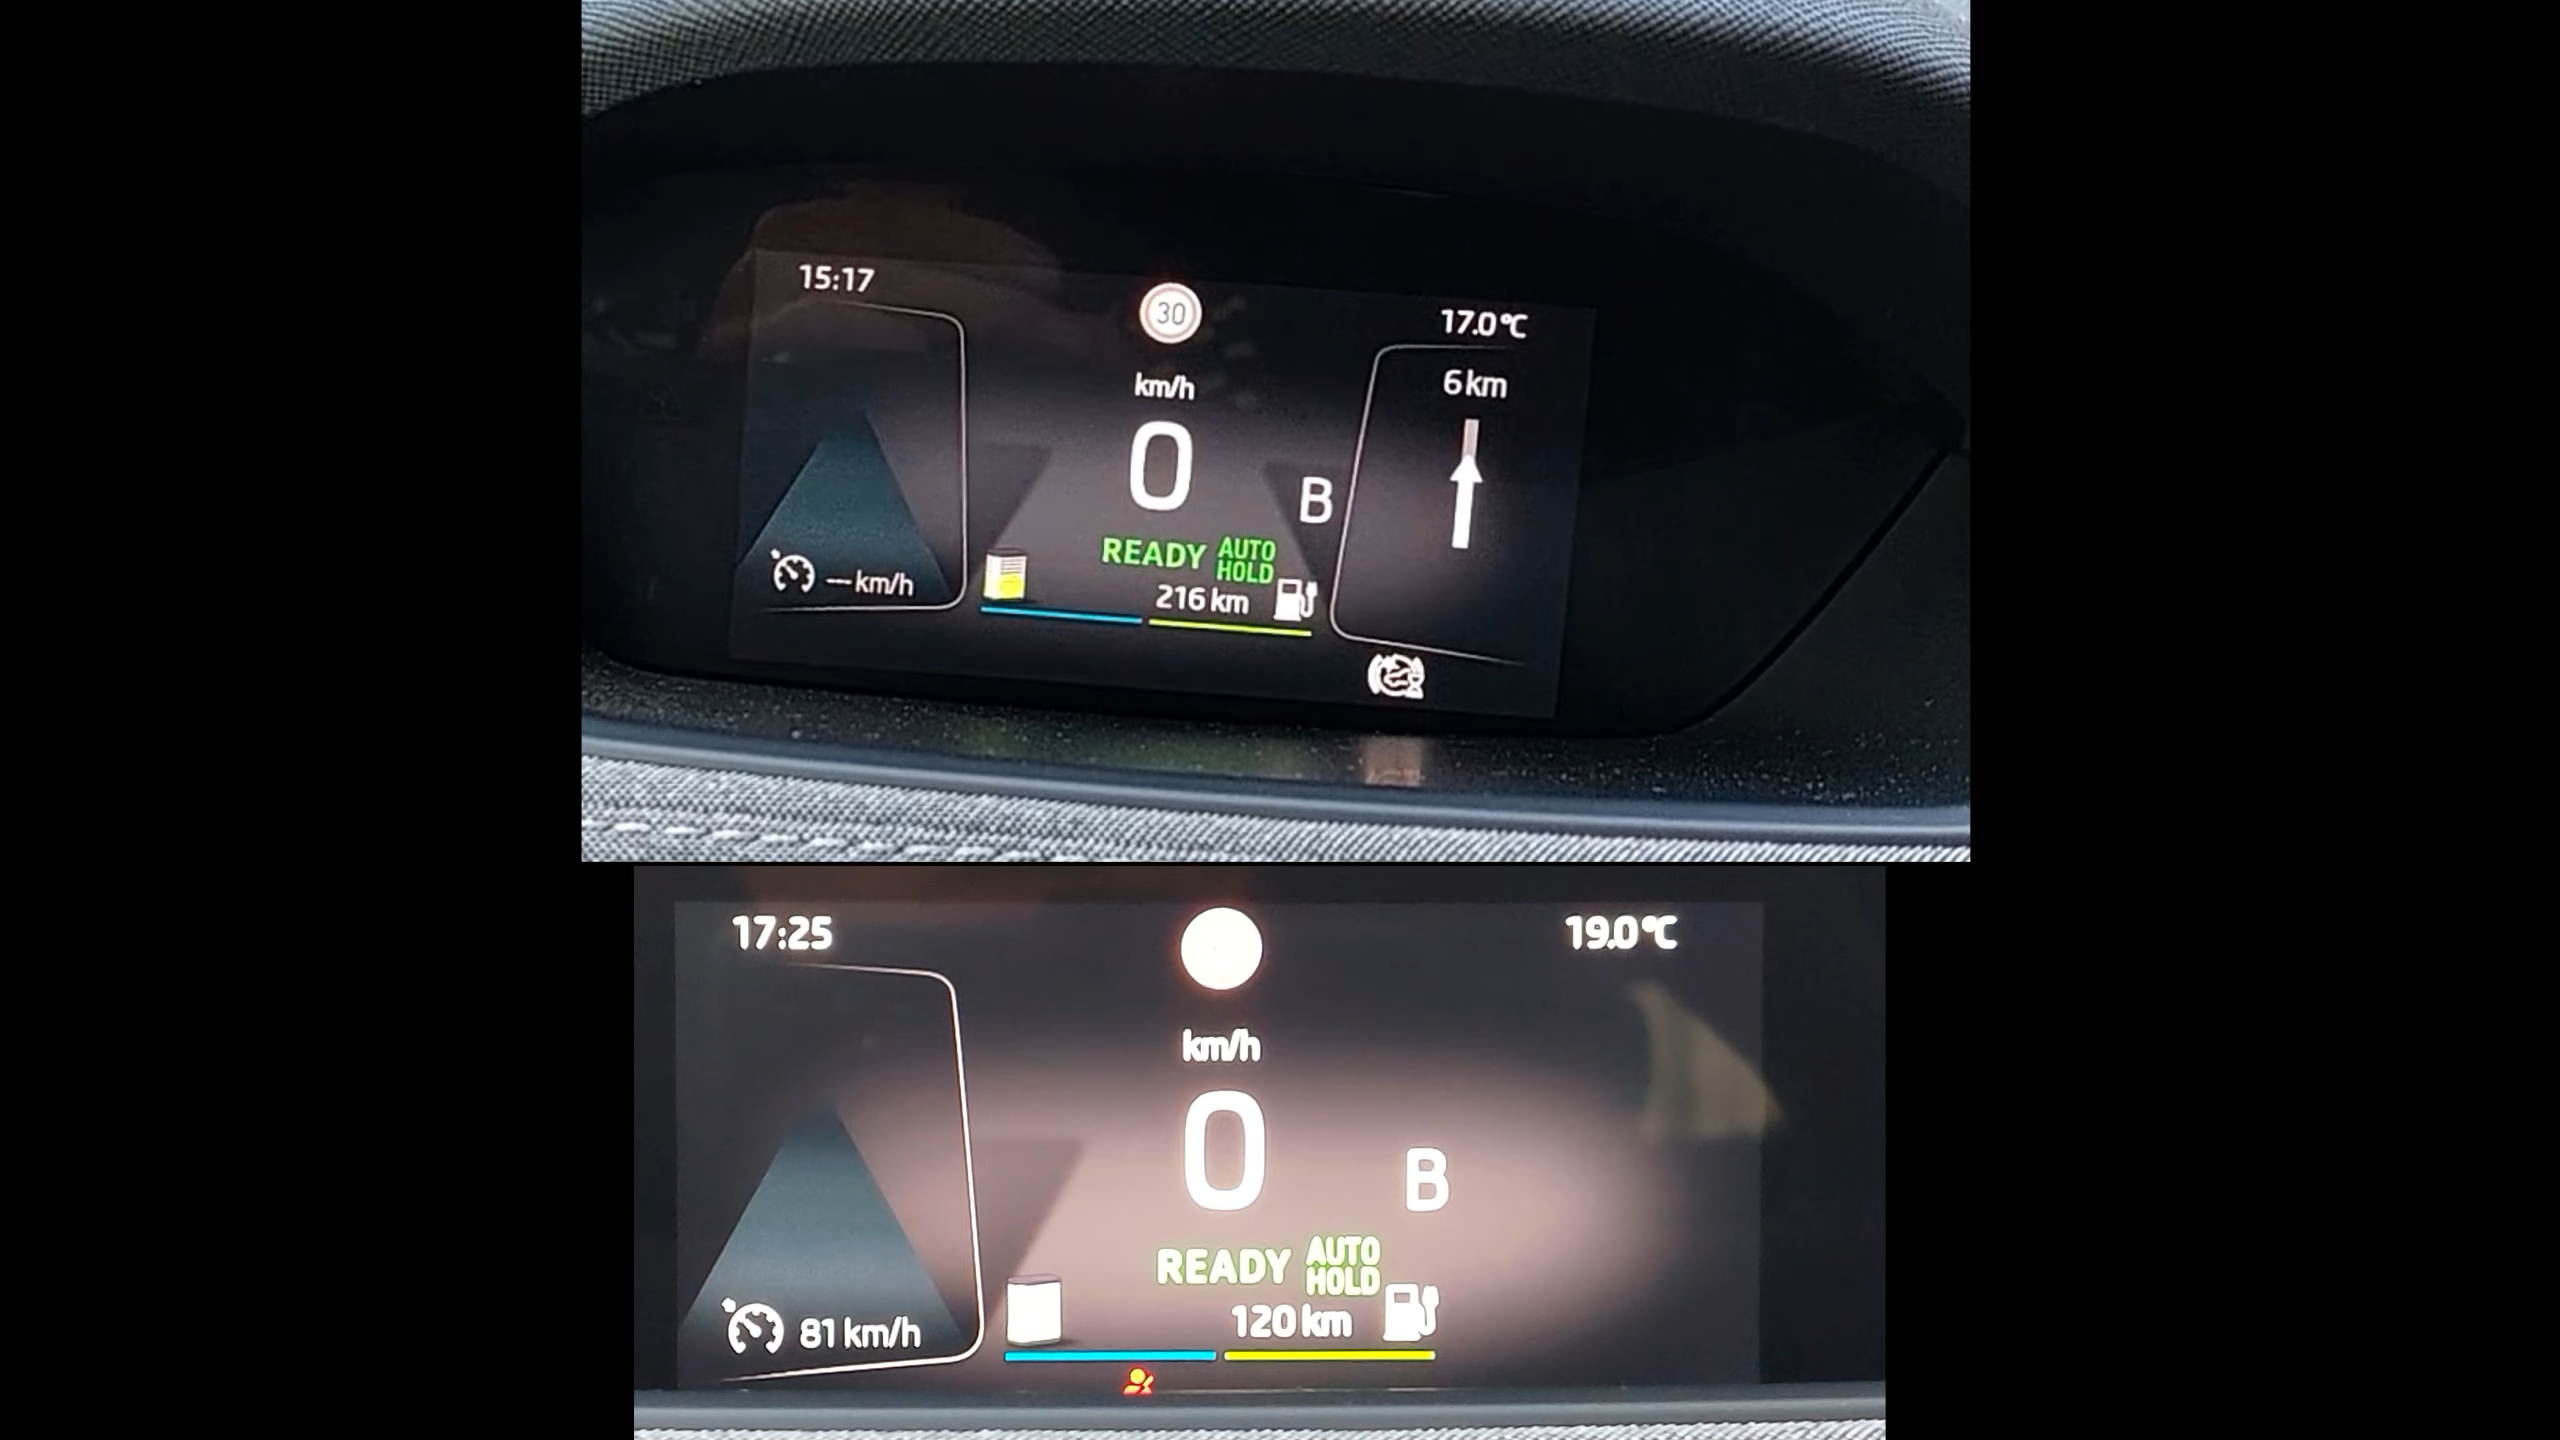 15:17
30
17.0°C
km/h
6 km
0
B
READY AUTO HOLD
--- km/h
216 km
17:25
19.0°C
km/h
0
B
READY AUTO HOLD
120 km
81 km/h